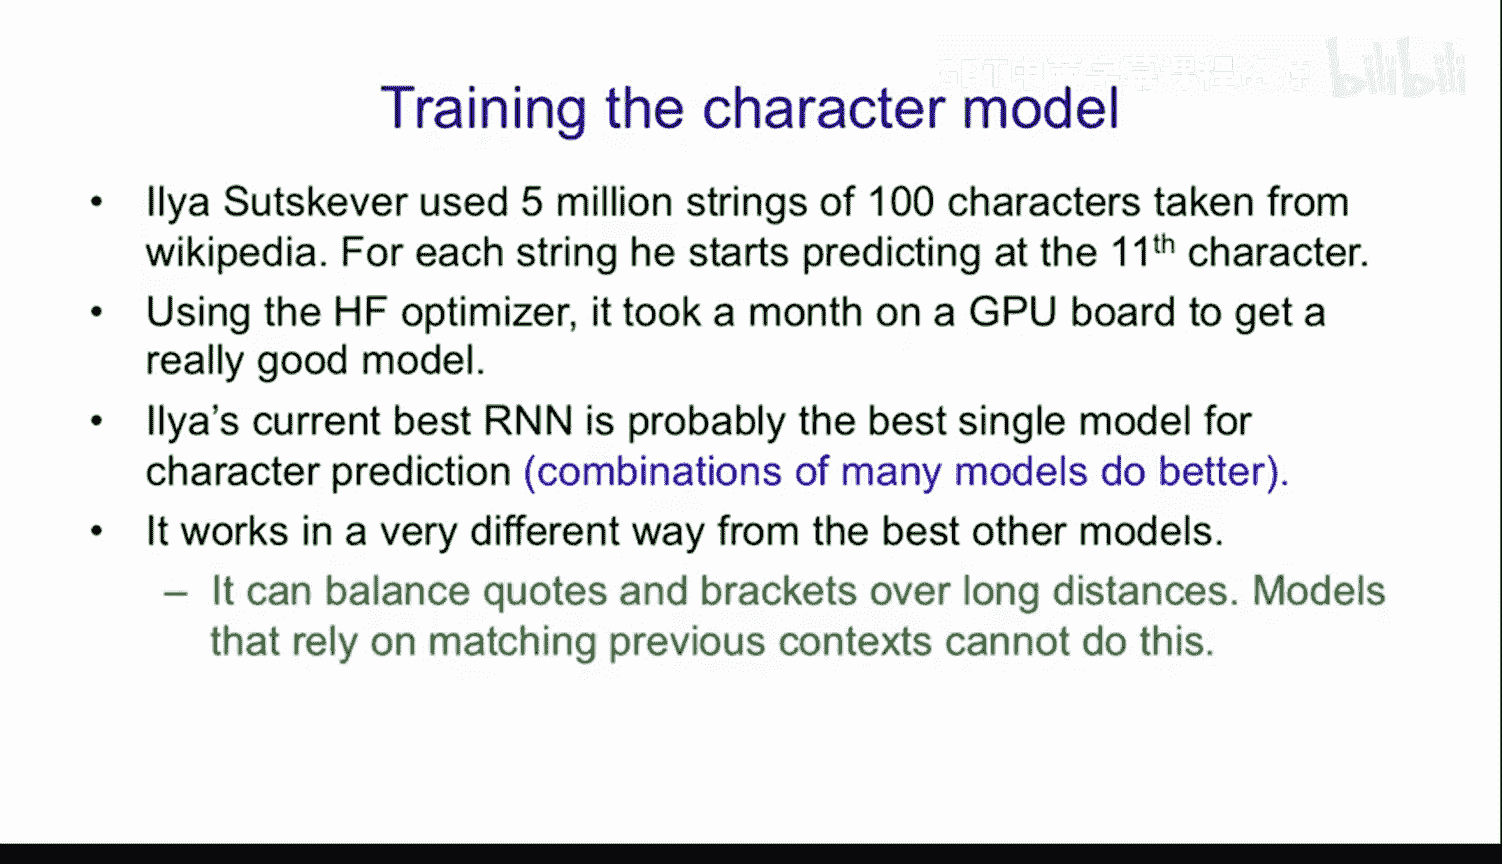 bilibili
Training the character model
• Ilya Sutskever used 5 million strings of 100 characters taken from
wikipedia. For each string he starts predicting at the 11th character.
• Using the HF optimizer, it took a month on a GPU board to get a
really good model.
• Ilya’s current best RNN is probably the best single model for
character prediction (combinations of many models do better).
• It works in a very different way from the best other models.
– It can balance quotes and brackets over long distances. Models
that rely on matching previous contexts cannot do this.